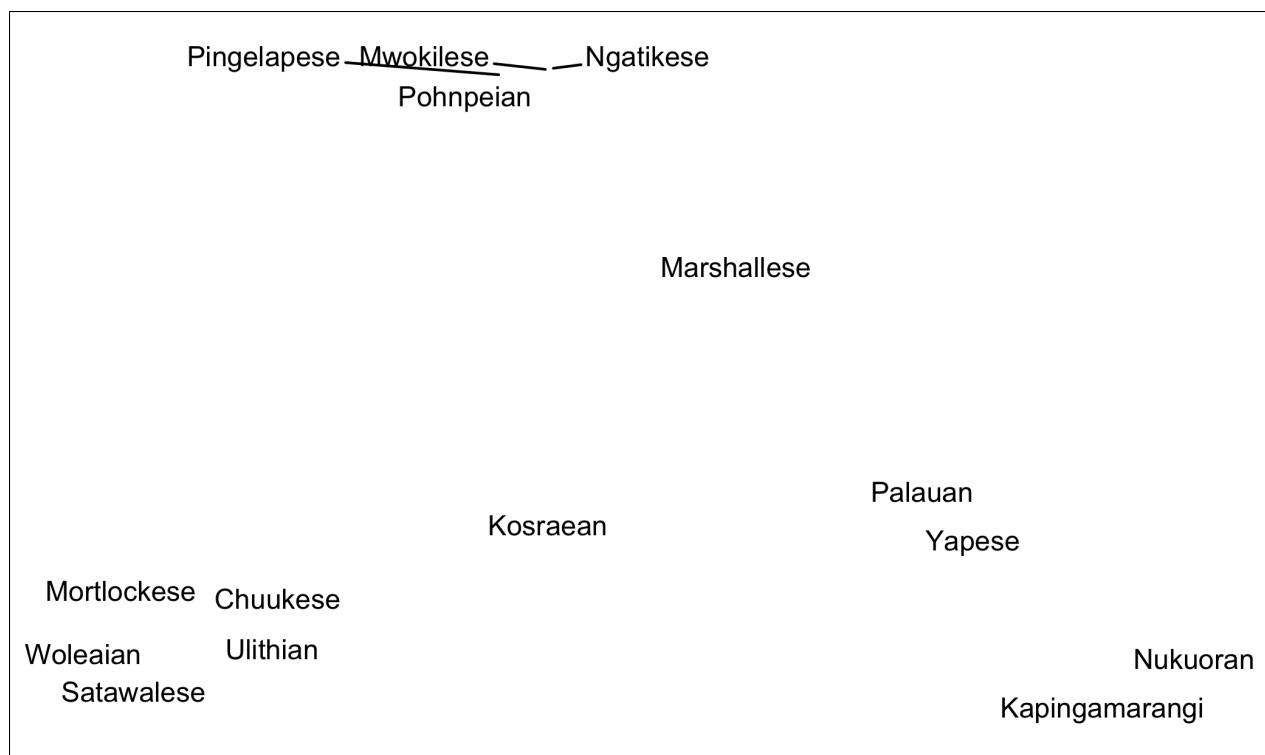 Pingelapese Mwokilese Ngatikese
Pohnpeian
Marshallese
Palauan
Kosraean
Yapese
Mortlockese Chuukese
Woleaian Ulithian
Nukuoran
Satawalese
Kapingamarangi